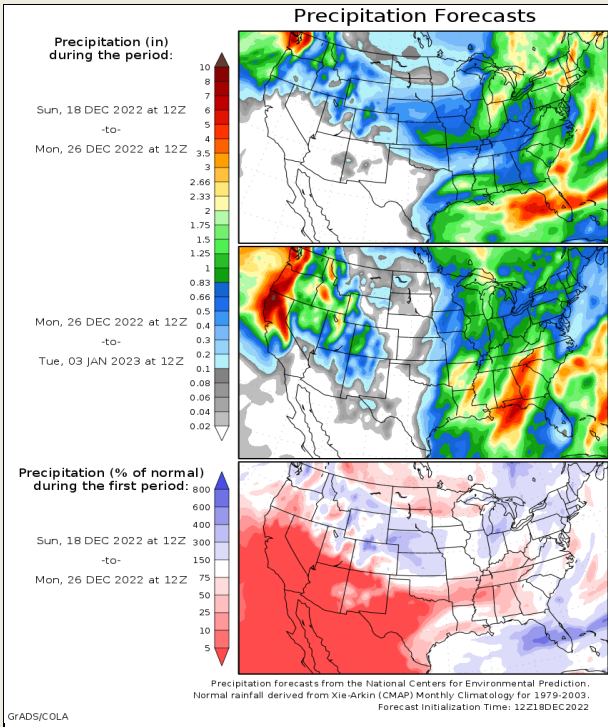 Precipitation Forecasts
Precipitation (in)
during the period:
Sun, 18 DEC 2022 at 12Z
-to-
Mon, 26 DEC 2022 at 12Z
10
8
7
6
5
4
3.5
3
2.66
2.33
2
1.75
1.5
1.25
1
0.83
0.66
0.5
0.4
0.3
0.2
0.1
0.08
0.06
0.04
0.02
Mon, 26 DEC 2022 at 12Z
-to-
Tue, 03 JAN 2023 at 12Z
Precipitation (% of normal)
during the first period:
Sun, 18 DEC 2022 at 12Z
-to-
Mon, 26 DEC 2022 at 12Z
800
600
400
300
150
75
50
25
10
5
Precipitation forecasts from the National Centers for Environmental Prediction.
Normal rainfall derived from Xie-Arkin (CMAP) Monthly Climatology for 1979-2003.
Forecast Initialization Time: 12Z18DEC2022
GrADS/COLA